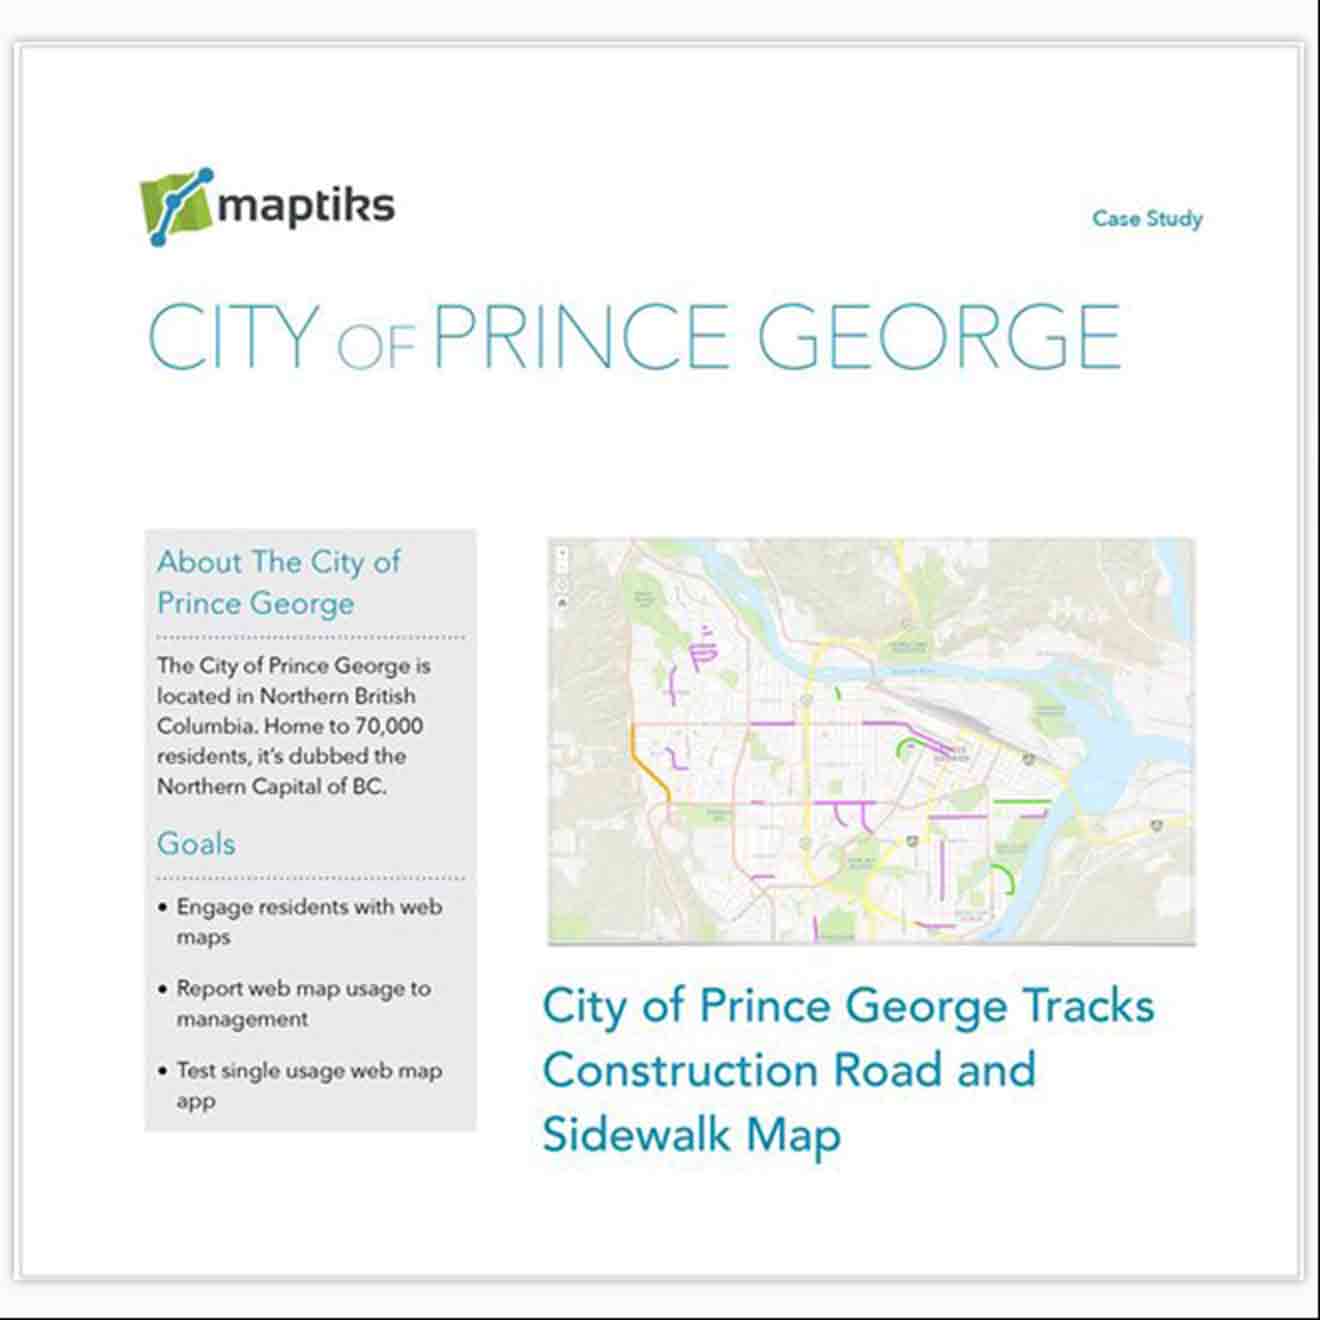 maptiks
Case Study
CITY OF PRINCE GEORGE
About The City of
Prince George
The City of Prince George is
located in Northern British
Columbia. Home to 70,000
residents, it's dubbed the
Northern Capital of BC.
Goals
• Engage residents with web
maps
• Report web map usage to
management
• Test single usage web map
app
City of Prince George Tracks
Construction Road and
Sidewalk Map